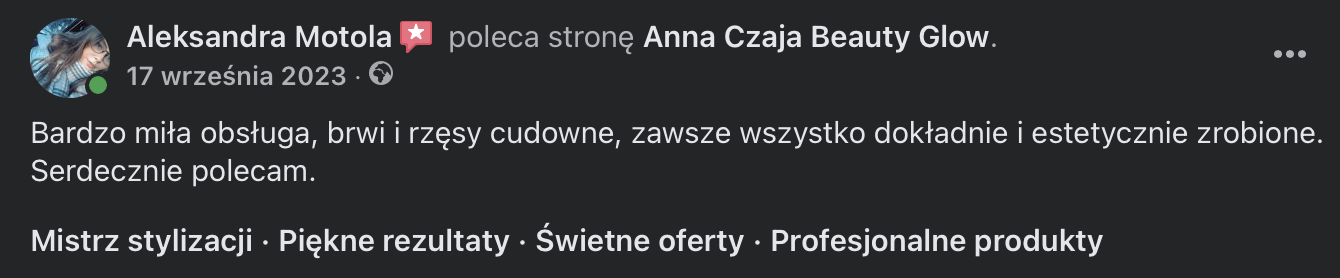 Aleksandra Motola poleca stronę Anna Czaja Beauty Glow.
17 września 2023 ·
Bardzo miła obsługa, brwi i rzęsy cudowne, zawsze wszystko dokładnie i estetycznie zrobione.
Serdecznie polecam.
Mistrz stylizacji · Piękne rezultaty · Świetne oferty · Profesjonalne produkty